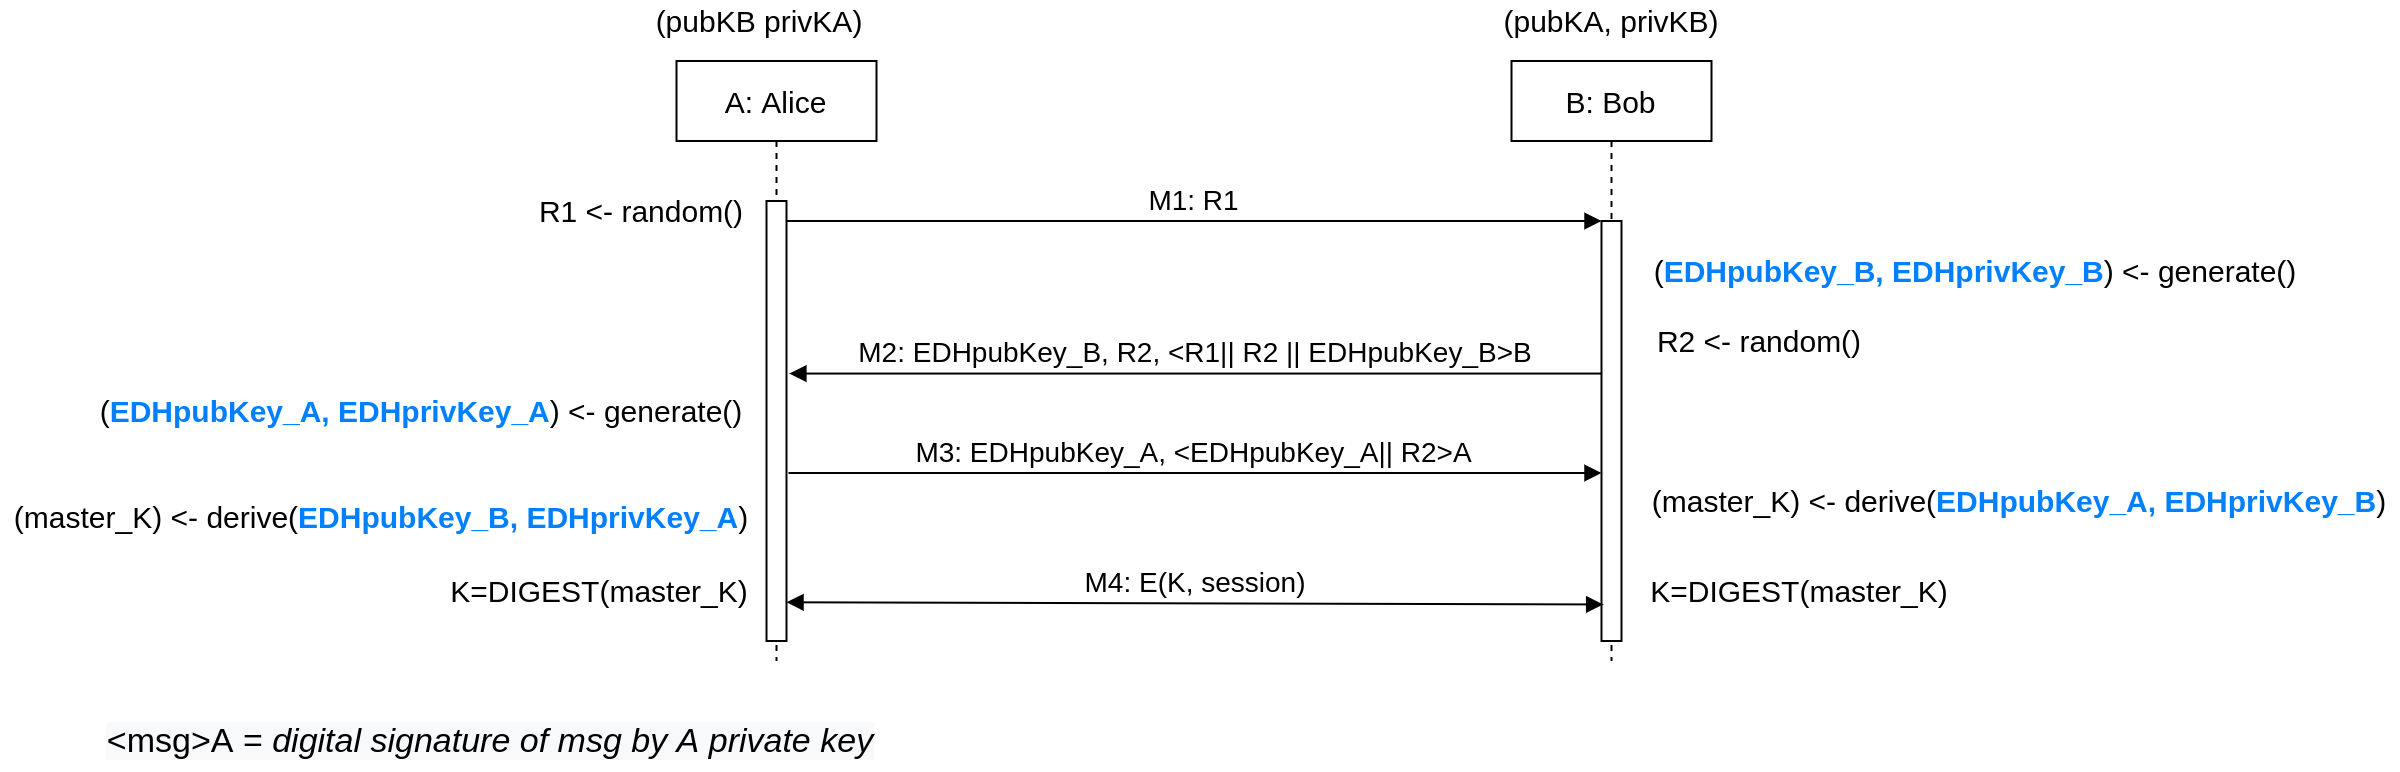 (pubKB privKA)
(pubKA, privKB)
A: Alice
B: Bob
R1 <- random()
M1: R1
(EDHpubKey_B, EDHprivKey_B) <- generate()
R2 <- random()
M2: EDHpubKey_B, R2, <R1|| R2 || EDHpubKey_B>B
(EDHpubKey_A, EDHprivKey_A) <- generate()
M3: EDHpubKey_A, <EDHpubKey_A|| R2>A
(master_K) <- derive(EDHpubKey_B, EDHprivKey_A)
(master_K) <- derive(EDHpubKey_A, EDHprivKey_B)
K=DIGEST(master_K)
M4: E(K, session)
K=DIGEST(master_K)
<msg>A = digital signature of msg by A private key